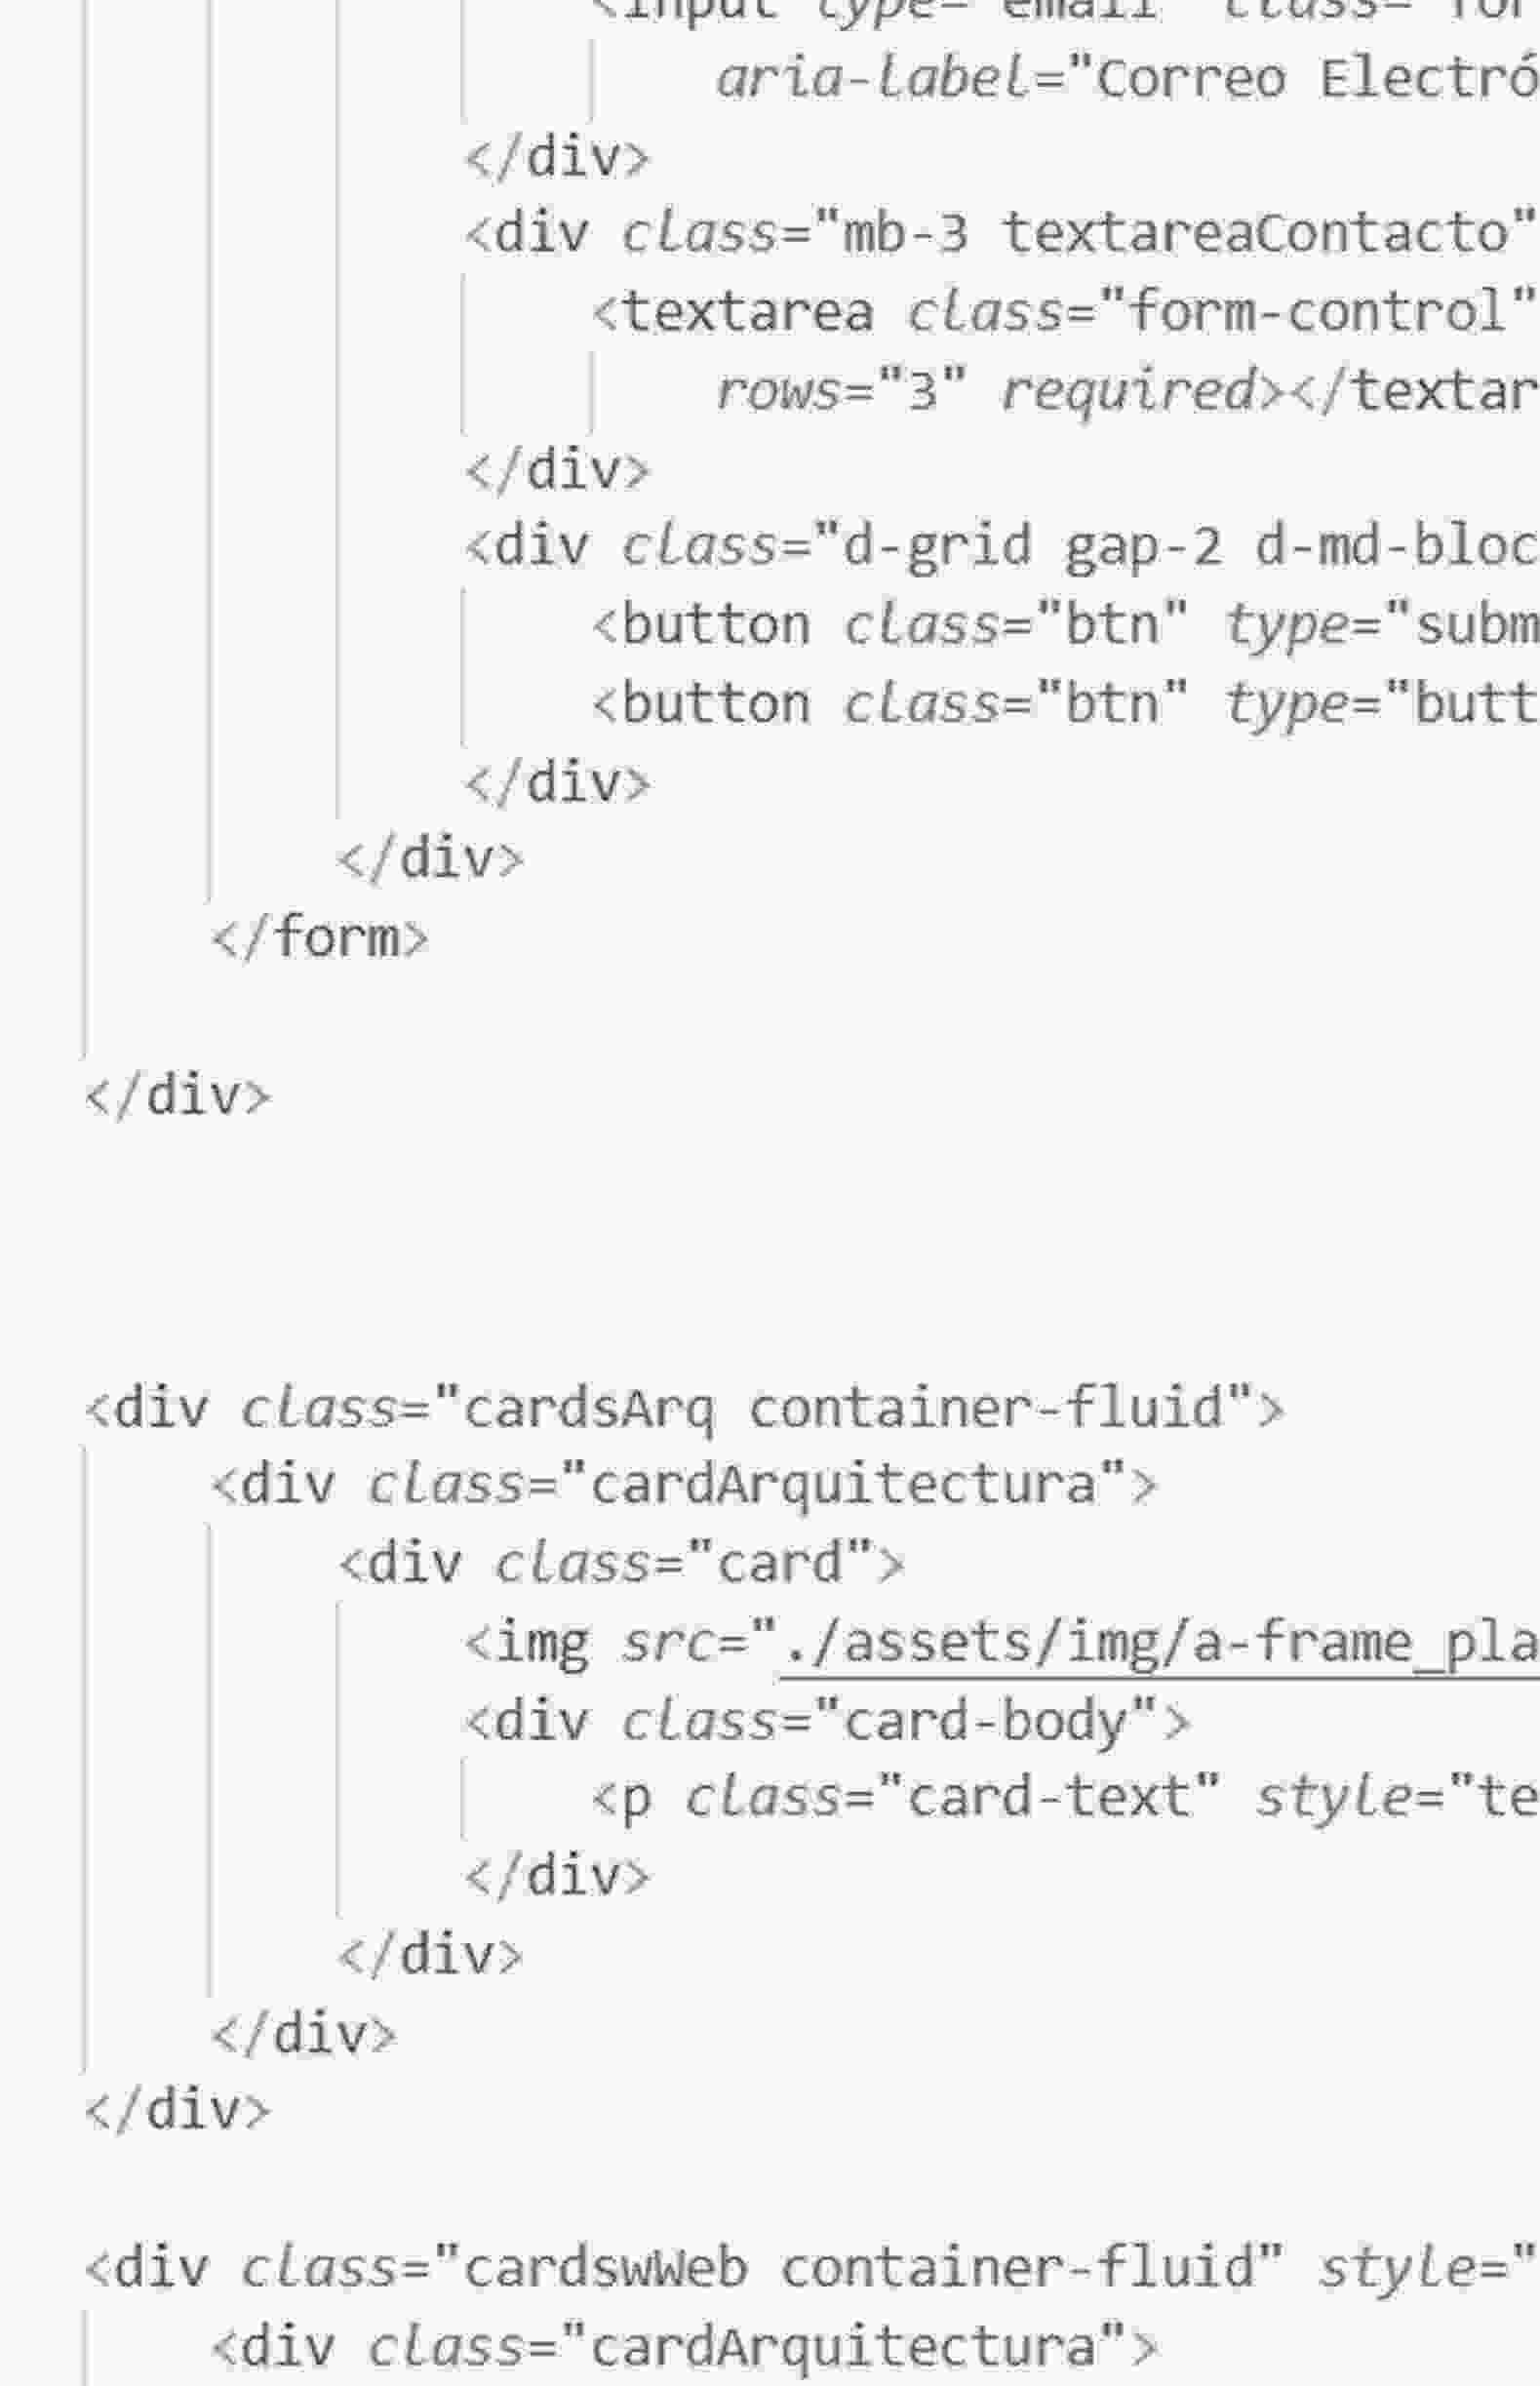 <input type="email" class="for
aria-label="Correo Electró
</div>
<div class="mb-3 textareaContacto"
<textarea class="form-control"
rows="3" required></textar
</div>
<div class="d-grid gap-2 d-md-bloc
<button class="btn" type="subm
<button class="btn" type="butt
</div>
</div>
</form>
</div>
<div class="cardsArq container-fluid">
<div class="cardArquitectura">
<div class="card">
<img src="./assets/img/a-frame_pla
<div class="card-body">
<p class="card-text" style="te
</div>
</div>
</div>
</div>
<div class="cardswWeb container-fluid" style="
<div class="cardArquitectura">